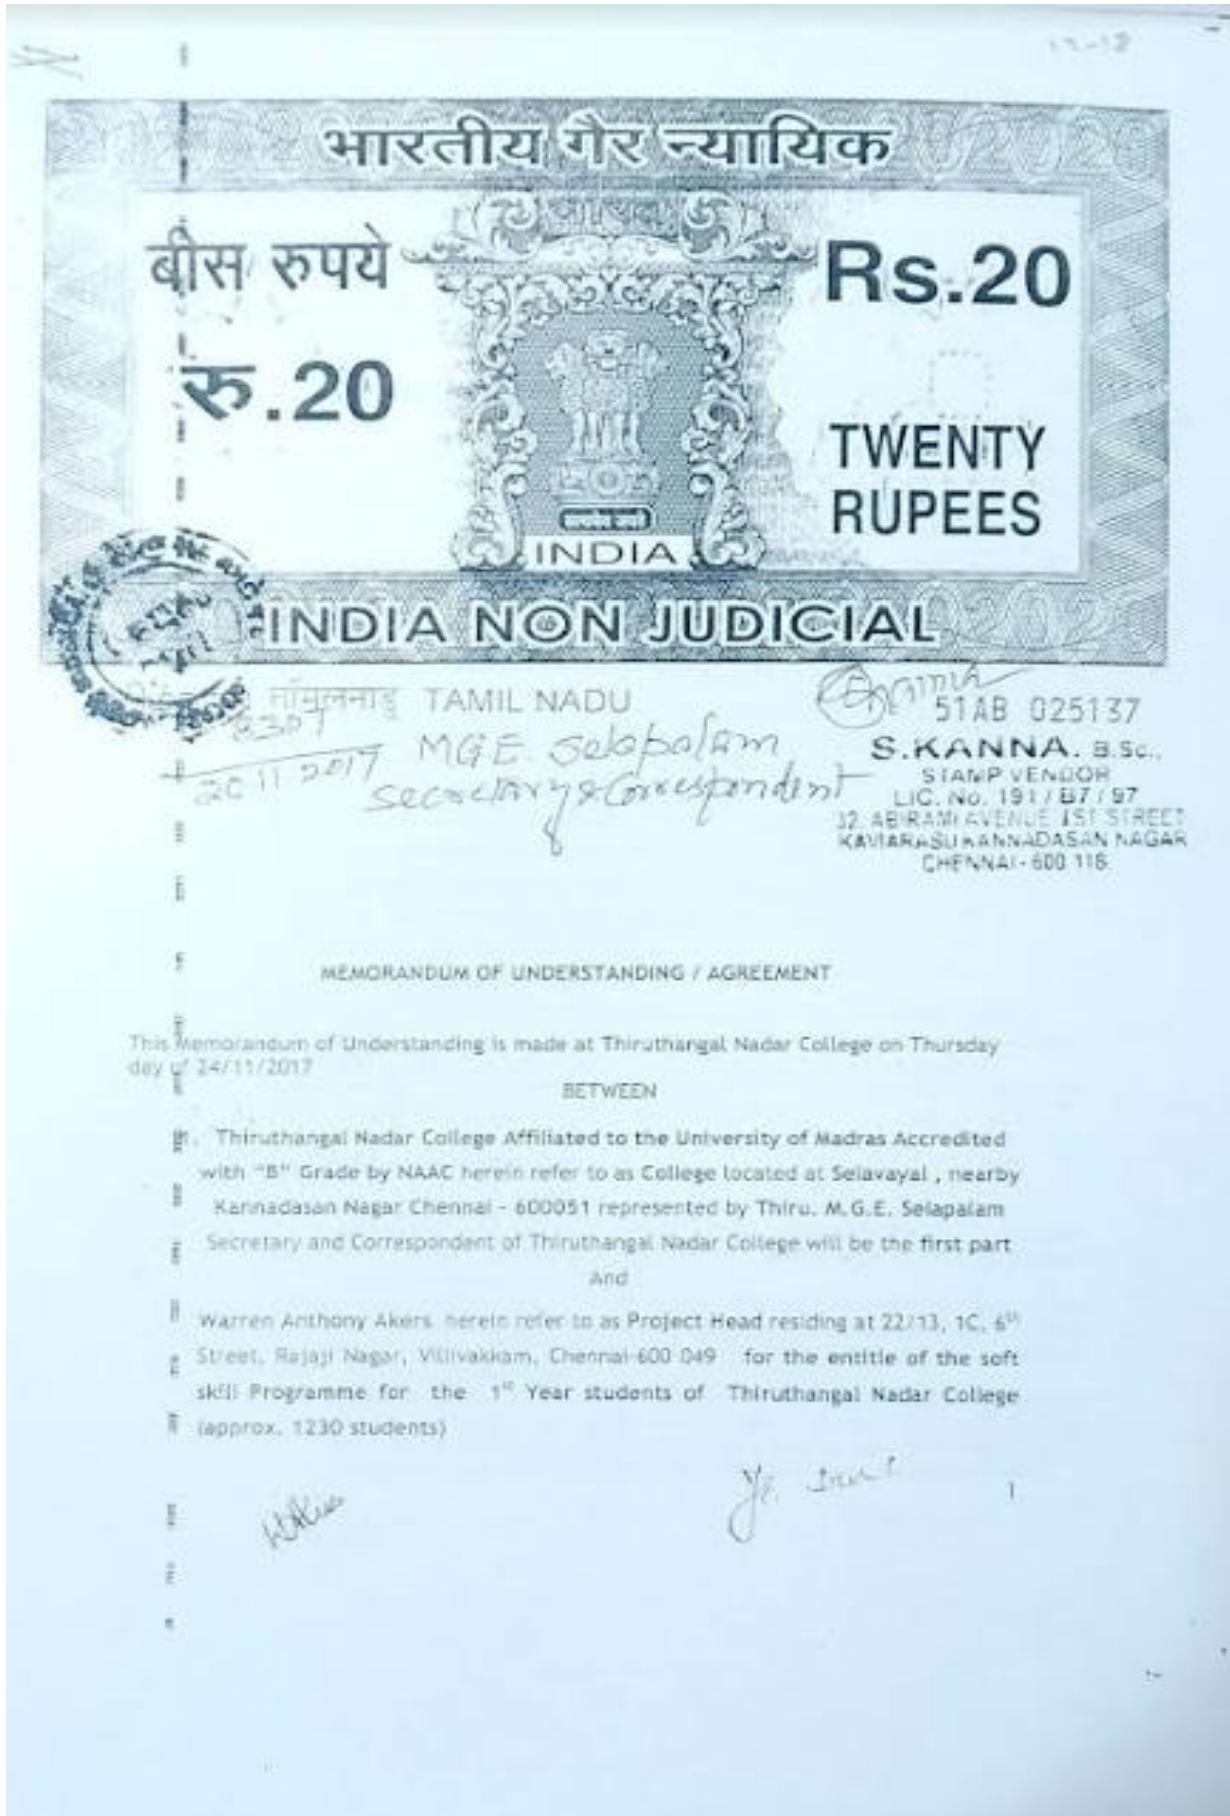 भारतीय गैर न्यायिक
बीस रुपये
Rs.20
रु.20
TWENTY
RUPEES
INDIA
INDIA NON JUDICIAL
तमिलनाडु TAMIL NADU
51AB 025137
8307
20 11 2017
MGE. Selapalam
Secretary & Correspondent
S.KANNA. B.Sc.,
STAMP VENDOR
LIC. No. 191 / B7 / 97
32, ABIRAMI AVENUE 1ST STREET
KAVIARASU KANNADASAN NAGAR
CHENNAI - 600 118.
MEMORANDUM OF UNDERSTANDING / AGREEMENT
This Memorandum of Understanding is made at Thiruthangal Nadar College on Thursday
day of 24/11/2017
BETWEEN
Thiruthangal Nadar College Affiliated to the University of Madras Accredited
with "B" Grade by NAAC herein refer to as College located at Selavayal , nearby
Kannadasan Nagar Chennai - 600051 represented by Thiru. M.G.E. Selapalam
Secretary and Correspondent of Thiruthangal Nadar College will be the first part
And
Warren Anthony Akers herein refer to as Project Head residing at 22/13, 1C, 6th
Street, Rajaji Nagar, Villivakkam, Chennai-600 049 for the entitle of the soft
skill Programme for the 1st Year students of Thiruthangal Nadar College
(approx. 1230 students)
1